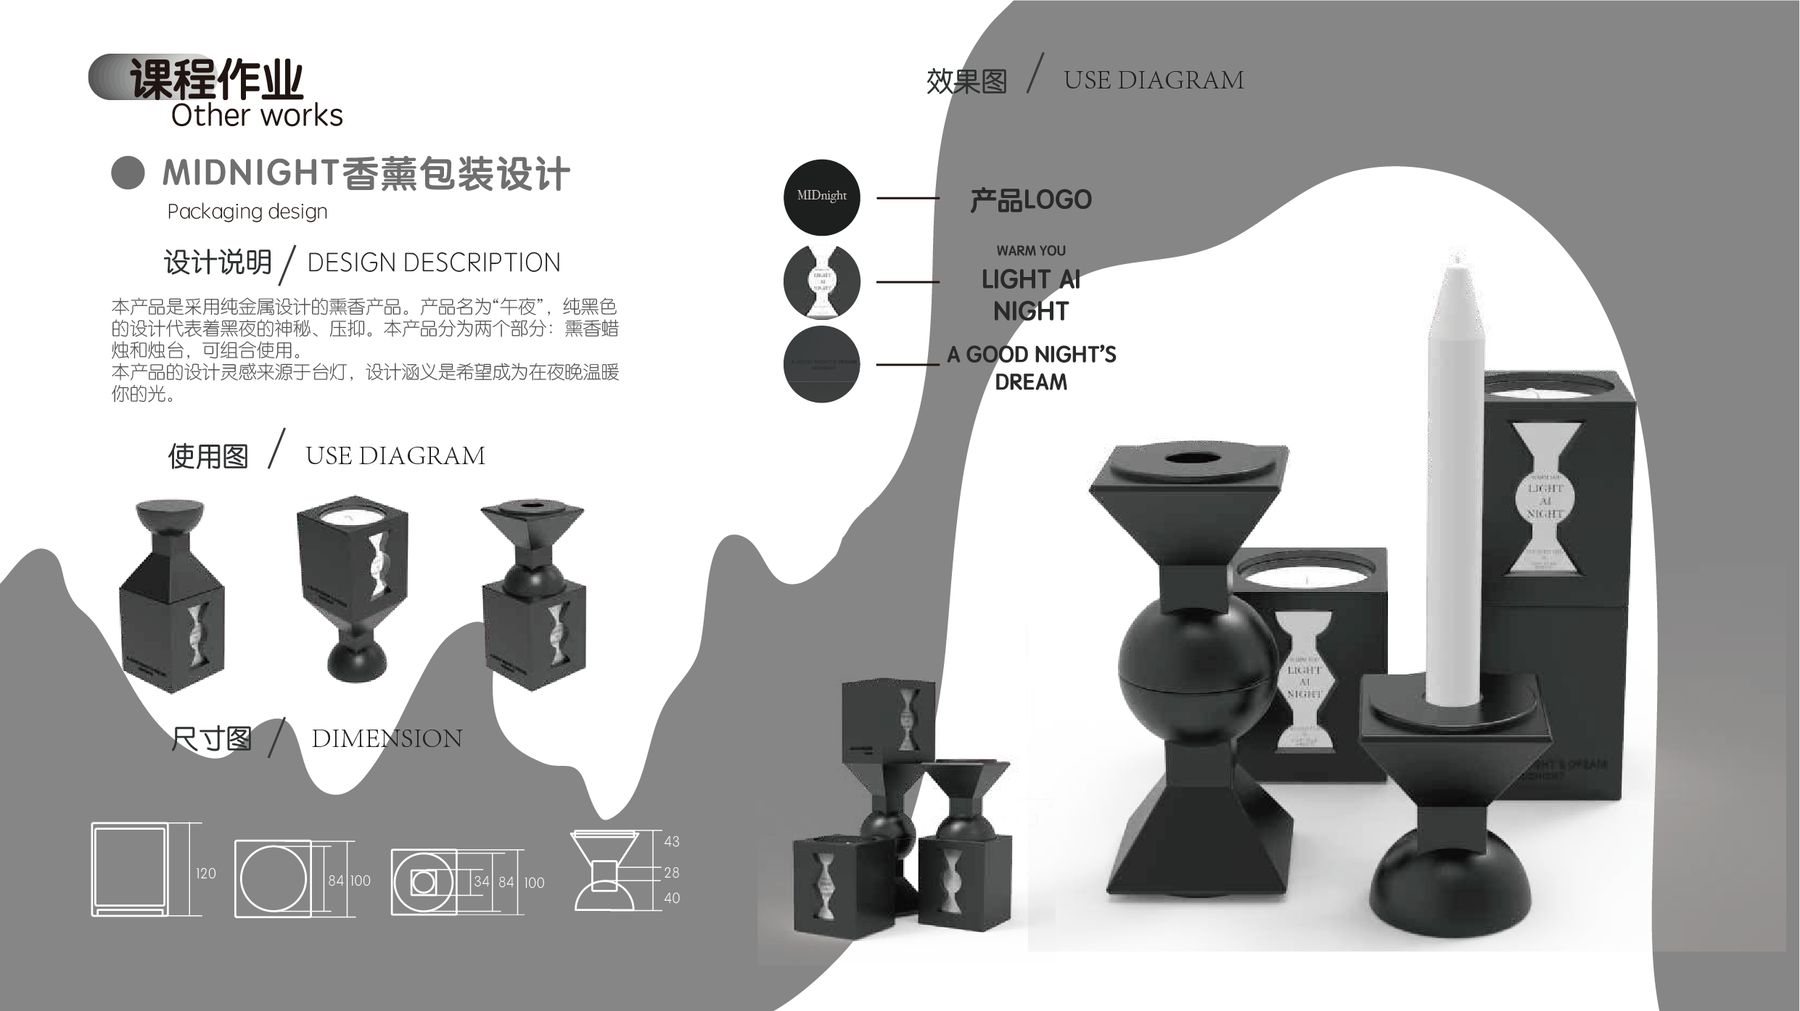 课程作业
Other works
MIDNIGHT香薰包装设计
Packaging design
设计说明 / DESIGN DESCRIPTION
本产品是采用纯金属设计的熏香产品。产品名为“午夜”，纯黑色
的设计代表着黑夜的神秘、压抑。本产品分为两个部分：熏香蜡
烛和烛台，可组合使用。
本产品的设计灵感来源于台灯，设计涵义是希望成为在夜晚温暖
你的光。
使用图 / USE DIAGRAM
尺寸图 / DIMENSION
120
84 100
34 84 100
43
28
40
效果图 / USE DIAGRAM
MIDnight
产品LOGO
LIGHT
AI
NIGHT
WARM YOU
LIGHT AI
NIGHT
A GOOD NIGHT’S
DREAM
LIGHT
AI
NIGHT
LIGHT
AI
NIGHT